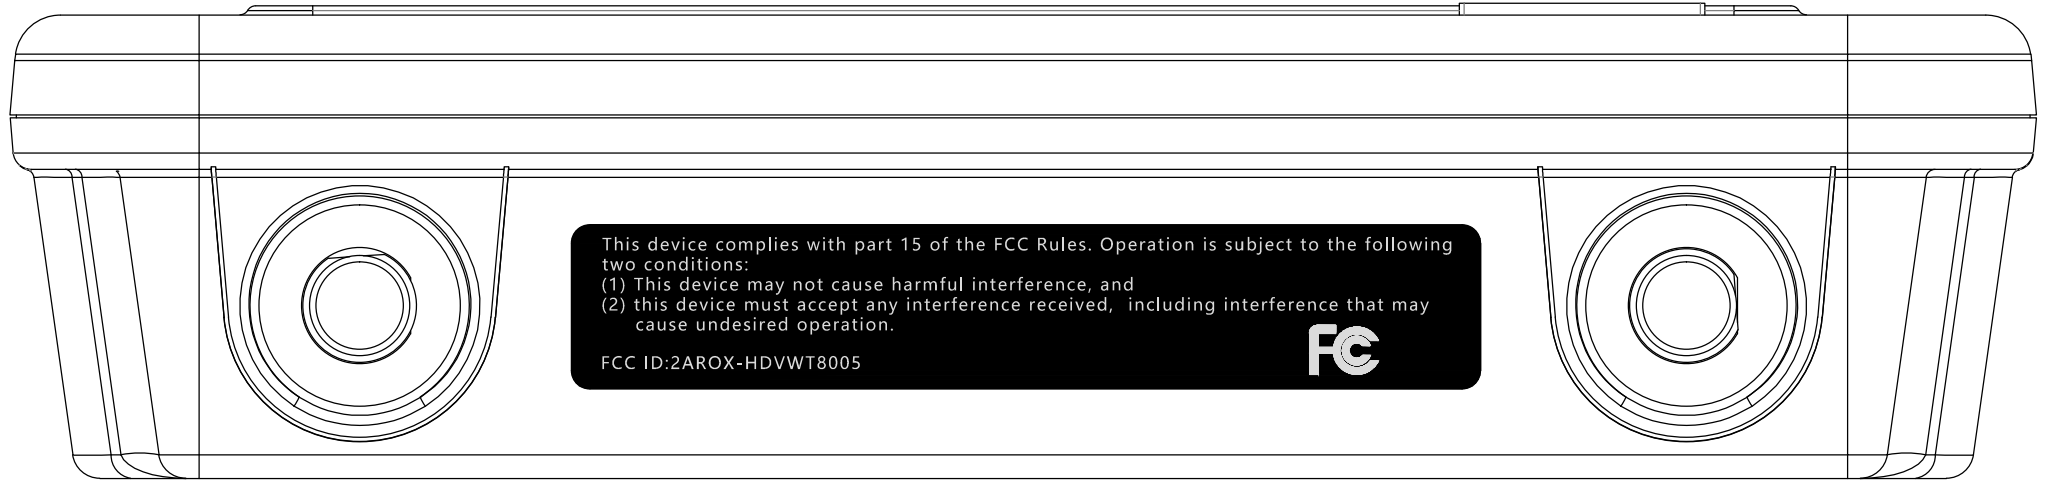 This device complies with part 15 of the FCC Rules. Operation is subject to the following
two conditions:
(1) This device may not cause harmful interference, and
(2) this device must accept any interference received,  including interference that may
cause undesired operation.
FC
FCC ID:2AROX-HDVWT8005